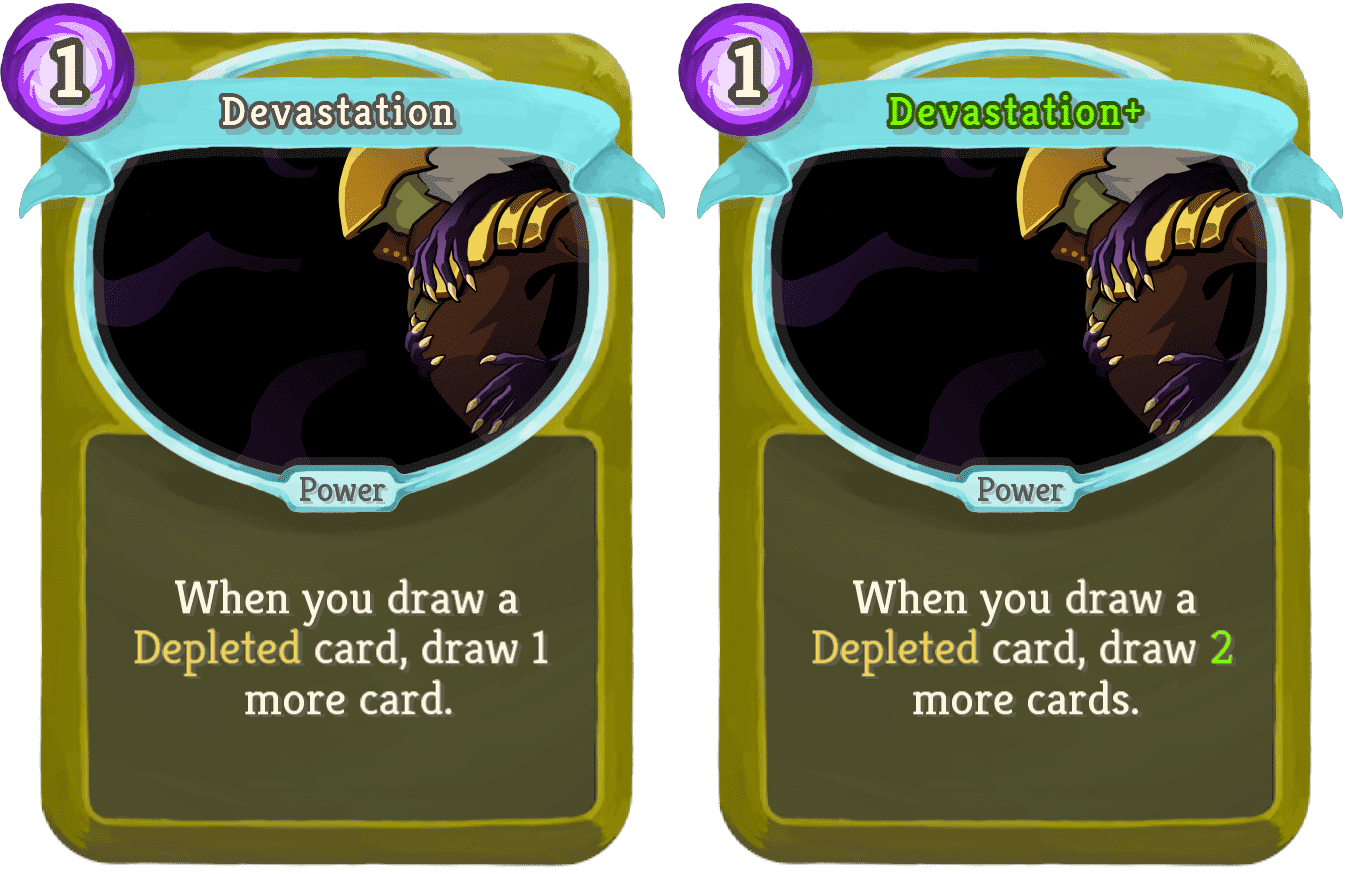 1
Devastation
Power
When you draw a
Depleted card, draw 1
more card.
1
Devastation+
Power
When you draw a
Depleted card, draw 2
more cards.